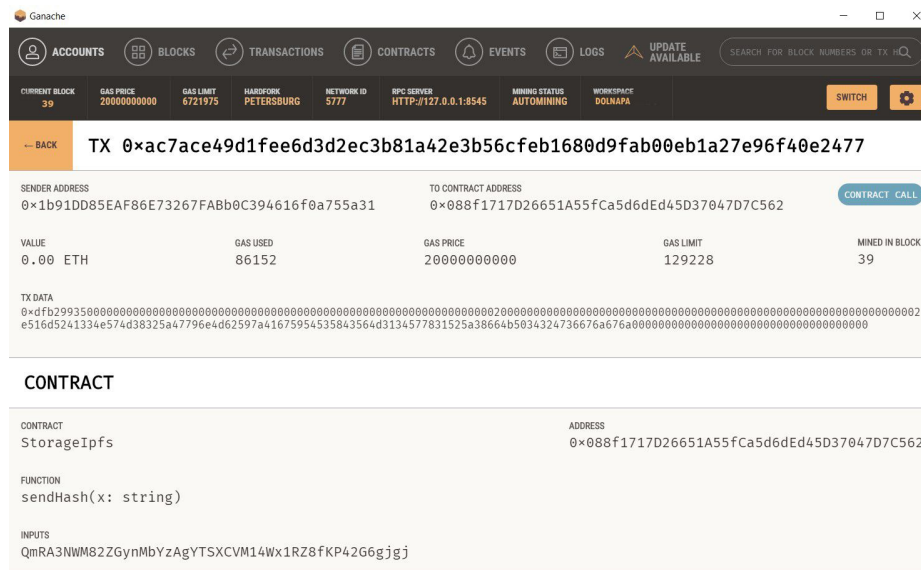 Ganache
ACCOUNTS BLOCKS TRANSACTIONS CONTRACTS EVENTS LOGS UPDATE AVAILABLE SEARCH FOR BLOCK NUMBERS OR TX H
CURRENT BLOCK GAS PRICE GAS LIMIT HARDFORK NETWORK ID RPC SERVER MINING STATUS WORKSPACE
39 20000000000 6721975 PETERSBURG 5777 HTTP://127.0.0.1:8545 AUTOMINING DOLNAPA SWITCH
← BACK TX 0×ac7ace49d1fee6d3d2ec3b81a42e3b56cfeb1680d9fab00eb1a27e96f40e2477
SENDER ADDRESS TO CONTRACT ADDRESS
0×1b91DD85EAF86E73267FABb0C394616f0a755a31 0×088f1717D26651A55fCa5d6dEd45D37047D7C562 CONTRACT CALL
VALUE GAS USED GAS PRICE GAS LIMIT MINED IN BLOCK
0.00 ETH 86152 20000000000 129228 39
TX DATA
CONTRACT
CONTRACT ADDRESS
StorageIpfs 0×088f1717D26651A55fCa5d6dEd45D37047D7C562
FUNCTION
sendHash(x: string)
INPUTS
QmRA3NWM82ZGynMbYzAgYTSXCVM14Wx1RZ8fKP42G6gjgj